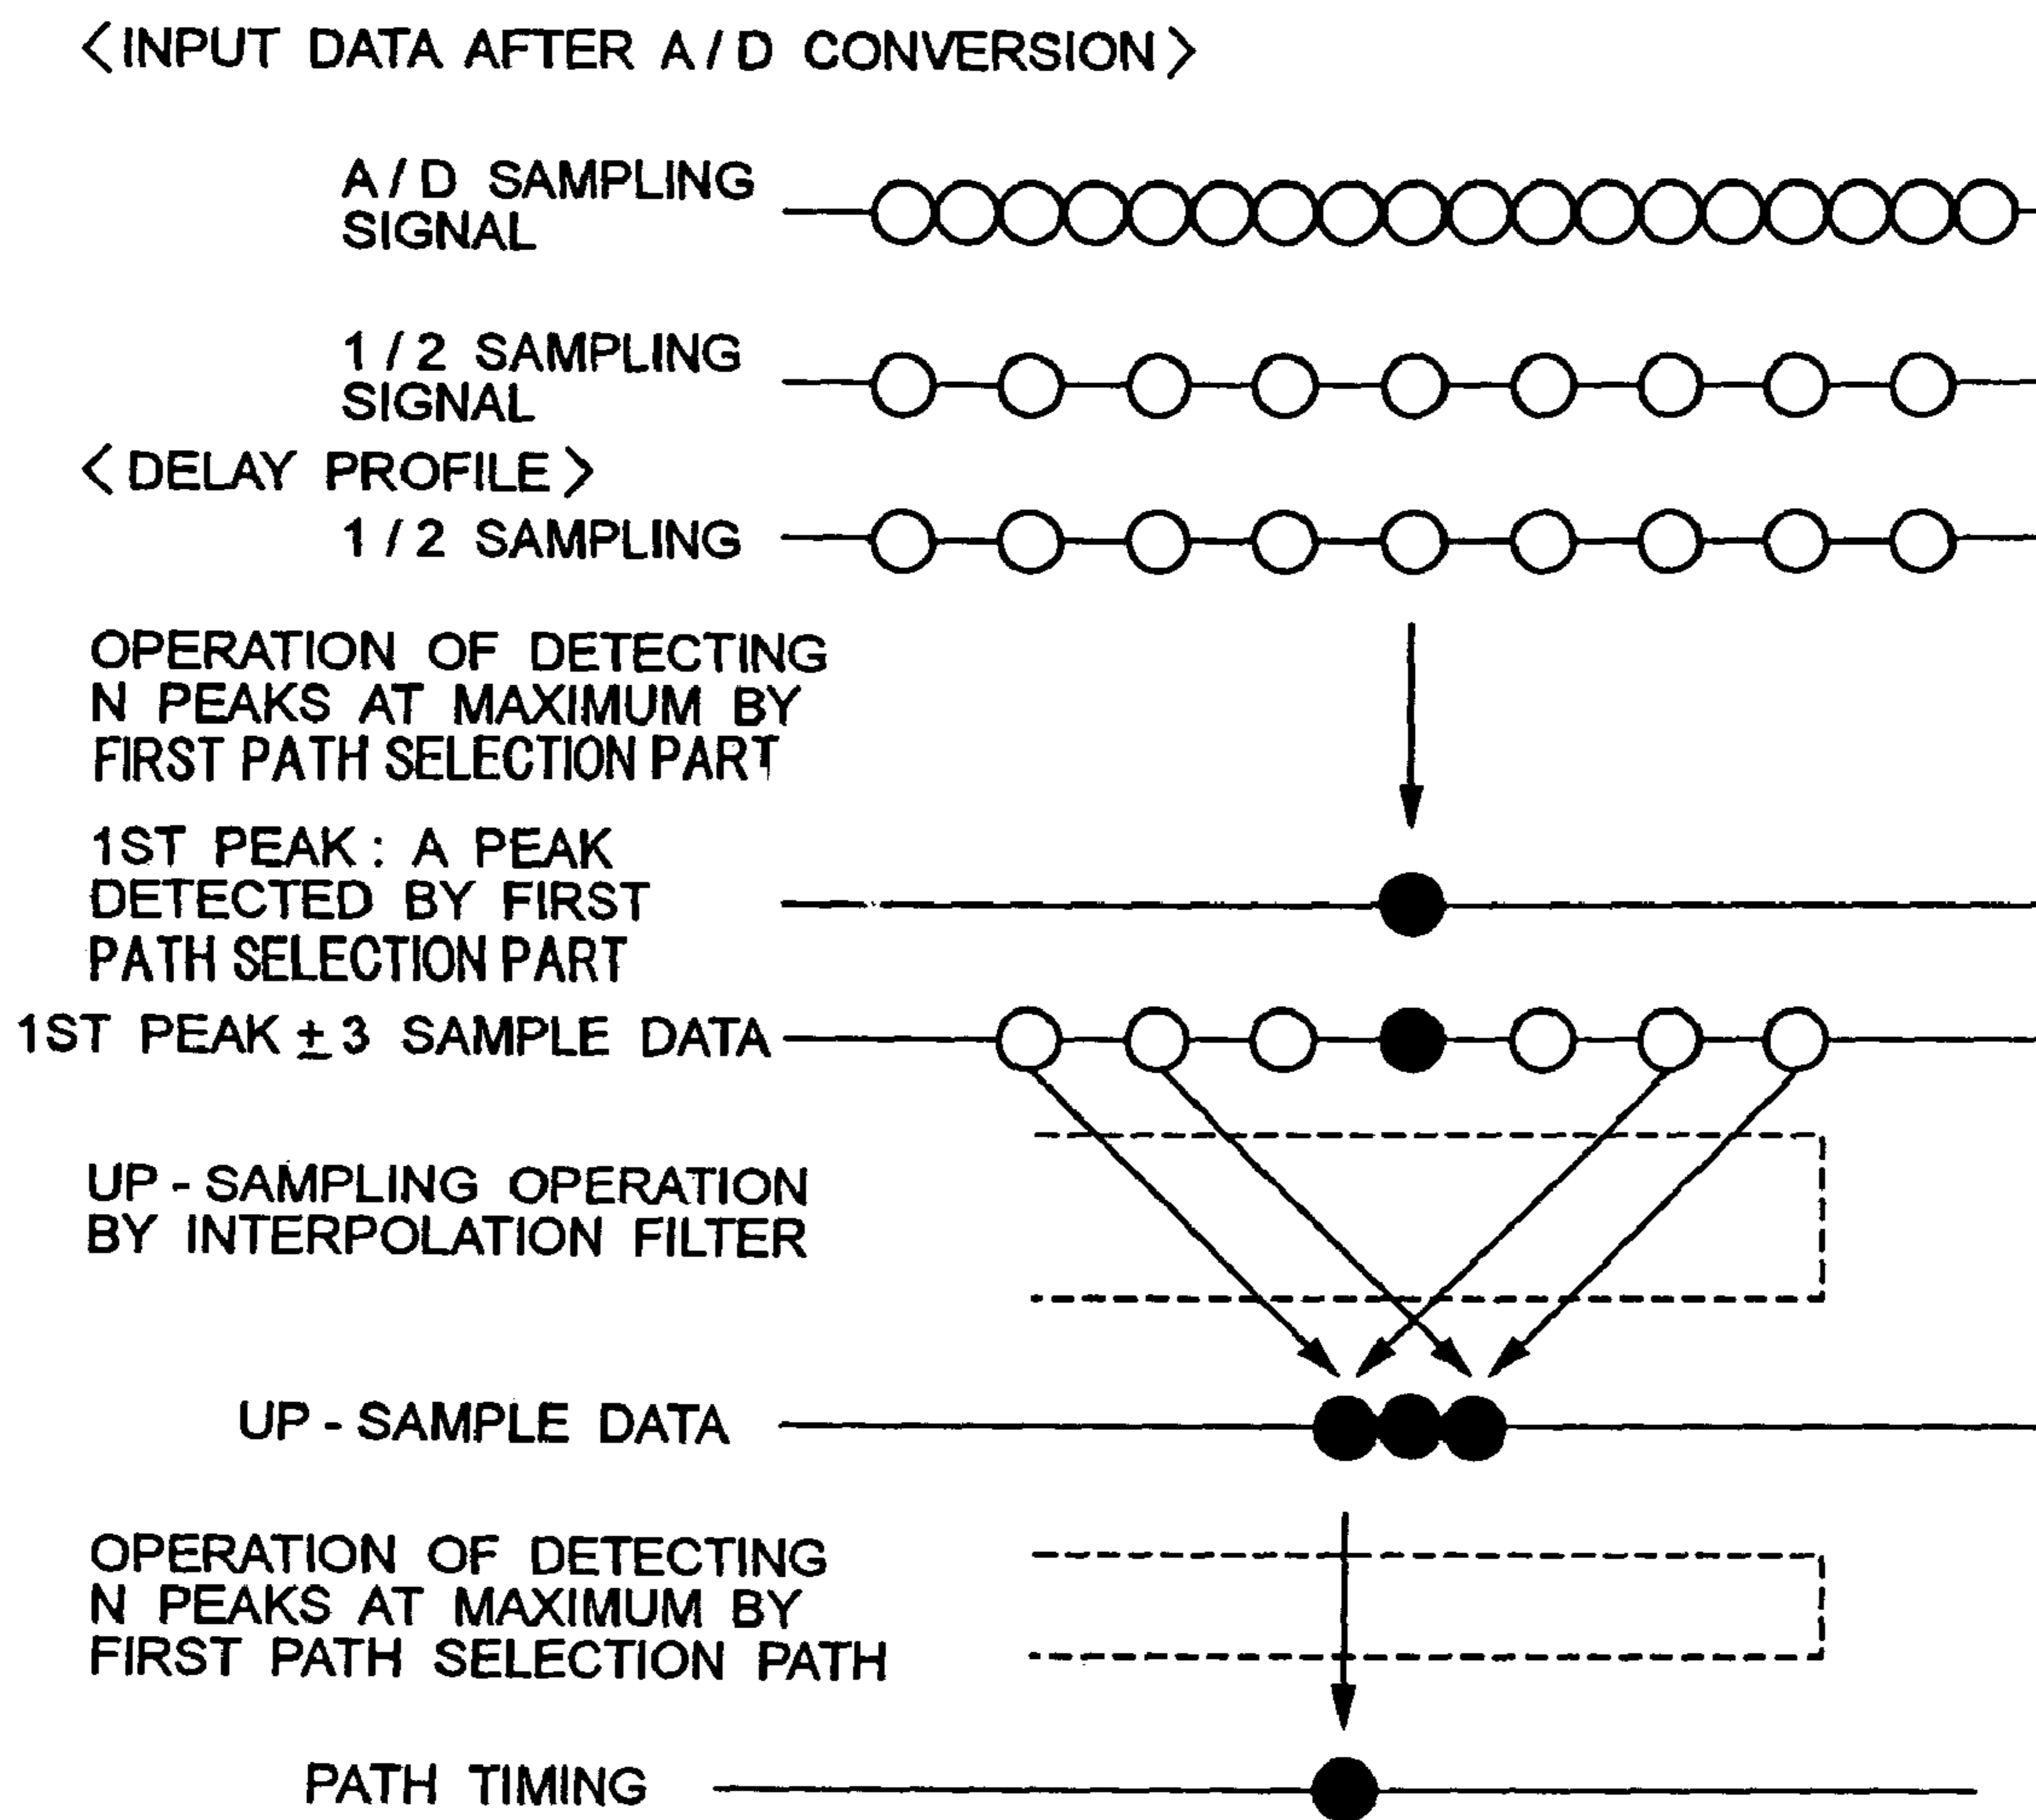 <INPUT DATA AFTER A/D CONVERSION>
A/D SAMPLING
SIGNAL
1/2 SAMPLING
SIGNAL
<DELAY PROFILE>
1/2 SAMPLING
OPERATION OF DETECTING
N PEAKS AT MAXIMUM BY
FIRST PATH SELECTION PART
1ST PEAK: A PEAK
DETECTED BY FIRST
PATH SELECTION PART
1ST PEAK ± 3 SAMPLE DATA
UP-SAMPLING OPERATION
BY INTERPOLATION FILTER
UP-SAMPLE DATA
OPERATION OF DETECTING
N PEAKS AT MAXIMUM BY
FIRST PATH SELECTION PATH
PATH TIMING